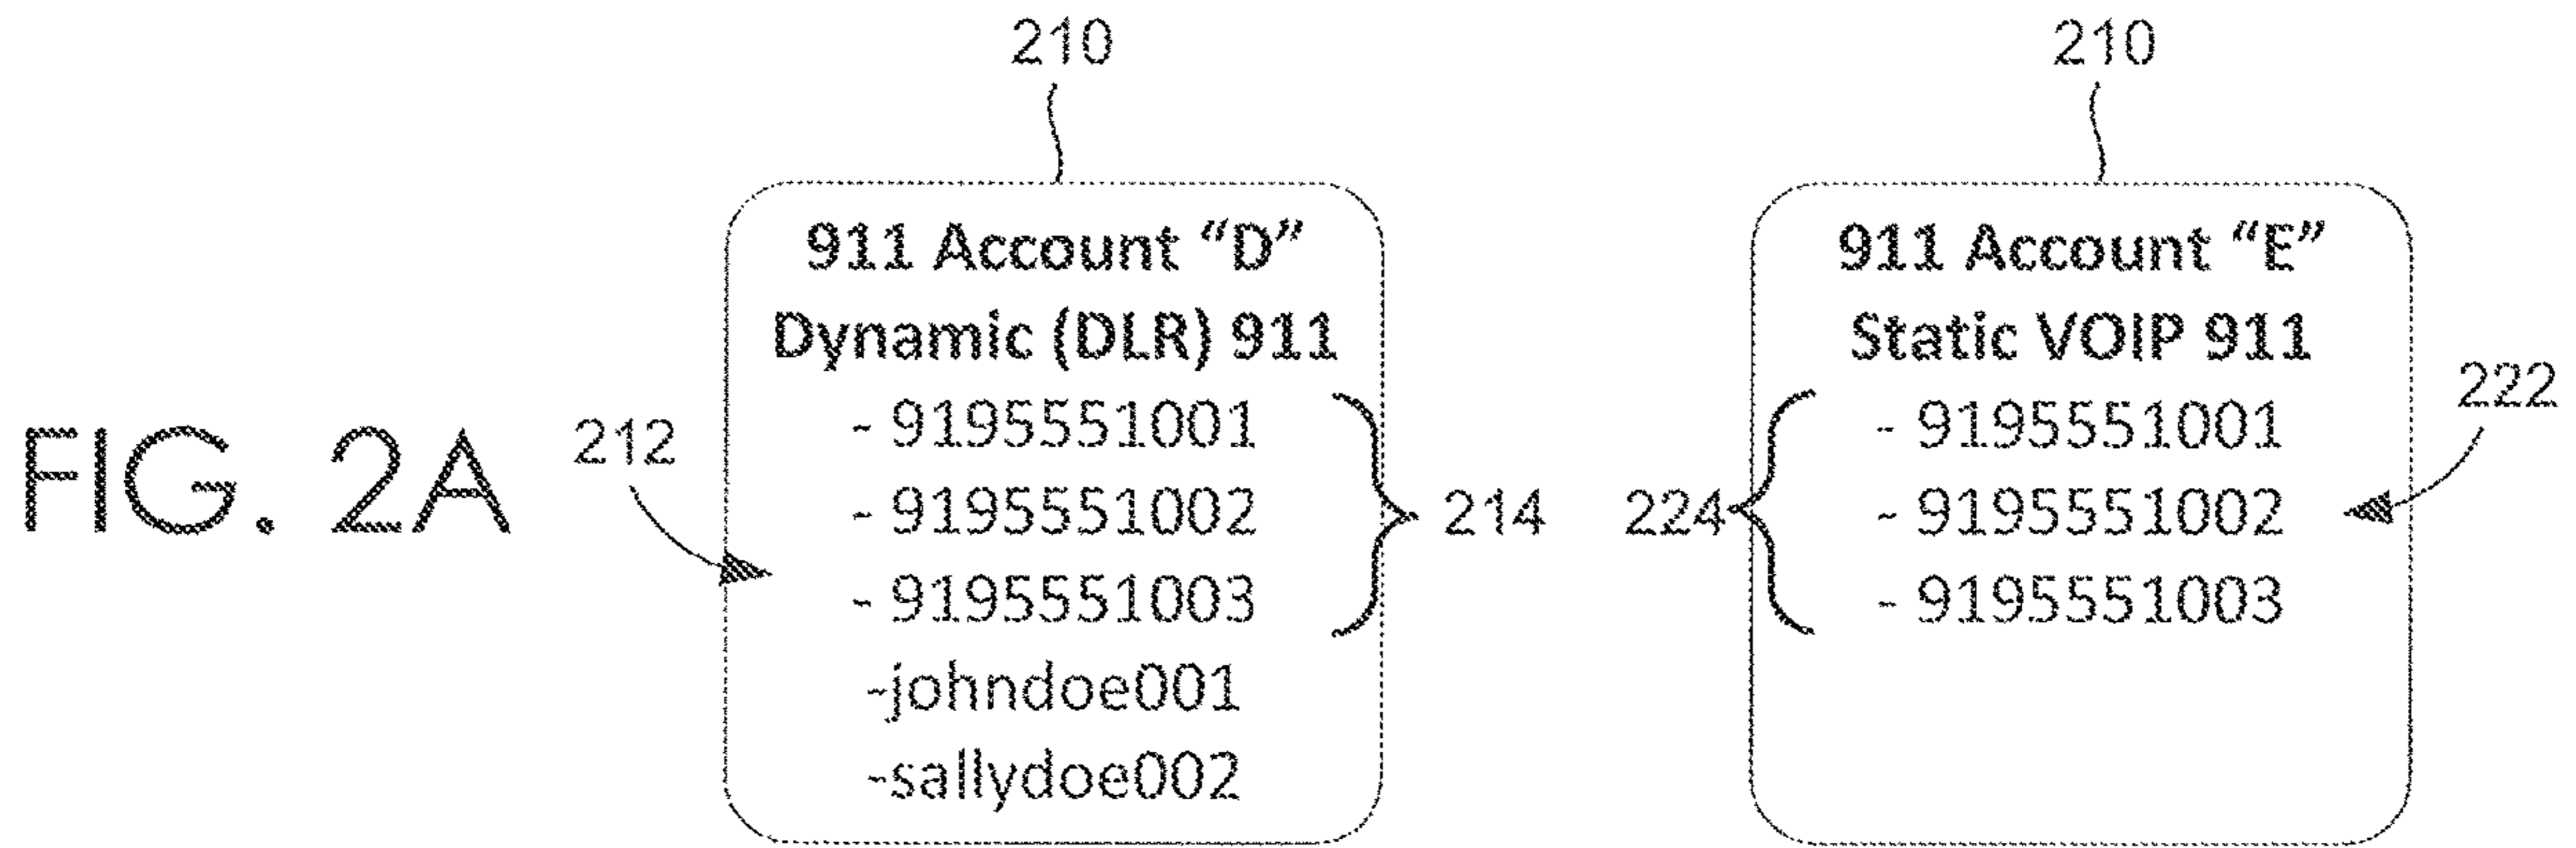 210
210
911 Account “D”
Dynamic (DLR) 911
- 9195551001
- 9195551002
- 9195551003
-johndoe001
-sallydoe002
911 Account “E”
Static VOIP 911
- 9195551001
- 9195551002
- 9195551003
212
214
224
222
FIG. 2A